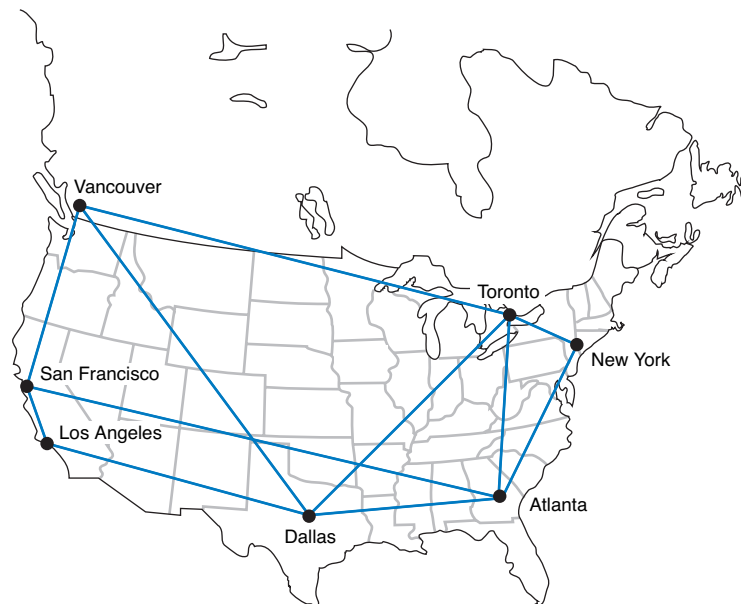 Vancouver
Toronto
New York
San Francisco
Los Angeles
Atlanta
Dallas